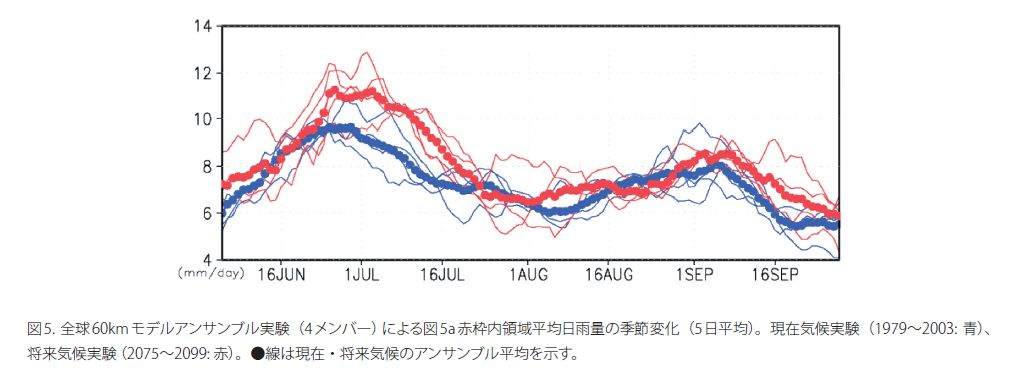 14
12
10
8
6
4
(mm/day)
16JUN 1JUL 16JUL 1AUG 16AUG 1SEP 16SEP
図5. 全球60kmモデルアンサンブル実験（4メンバー）による図5a赤枠内領域平均日雨量の季節変化（5日平均）。現在気候実験（1979～2003: 青）、
将来気候実験（2075～2099: 赤）。●線は現在・将来気候のアンサンブル平均を示す。